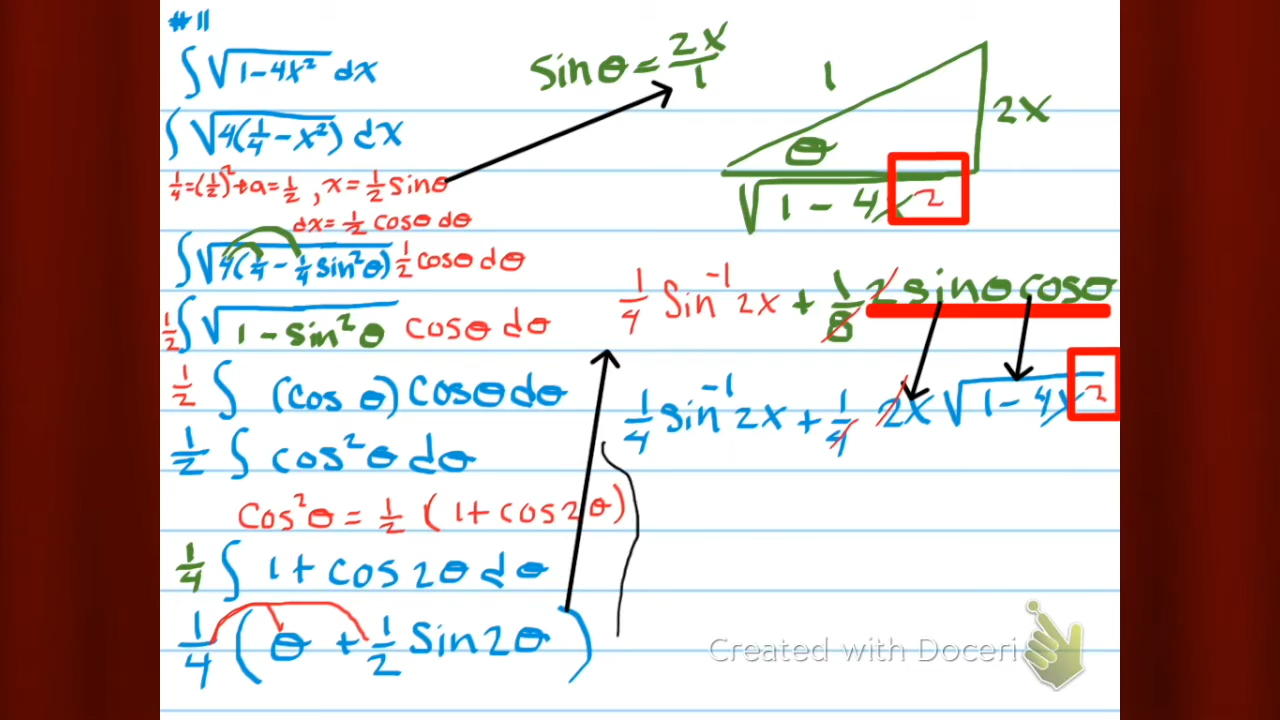 #11
∫√(1-4x²) dx
∫√(4(1/4 - x²)) dx
1/4=(1/2)² → a=1/2, x=1/2 sinθ
dx=1/2 cosθ dθ
∫√(4(1/4 - 1/4 sin²θ)) 1/2 cosθ dθ
1/2 ∫√(1-sin²θ) cosθ dθ
1/2 ∫ (cos θ) cosθ dθ
1/2 ∫ cos²θ dθ
cos²θ = 1/2 (1+cos2θ)
1/4 ∫ 1+cos2θ dθ
1/4 (θ + 1/2 sin2θ)
sinθ = 2x/1
1
2x
θ
√(1-4x²)
1/4 sin⁻¹ 2x + 1/8 2sinθcosθ
1/4 sin⁻¹ 2x + 1/4 2x √(1-4x²)
Created with Doceri